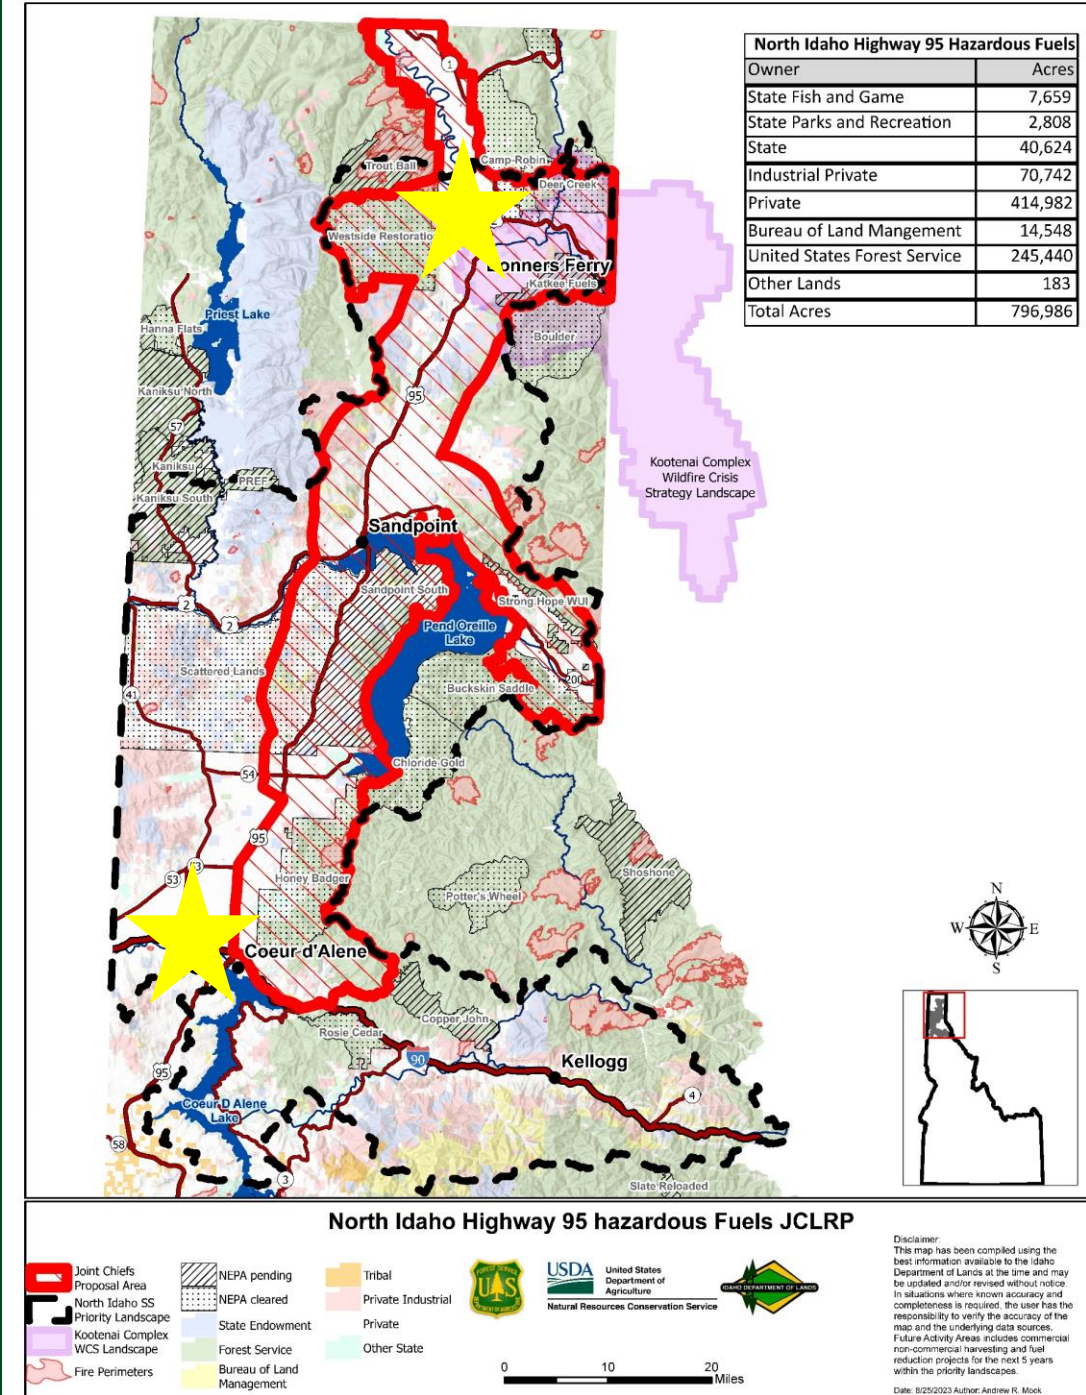 North Idaho Highway 95 Hazardous Fuels
Owner Acres
State Fish and Game 7,659
State Parks and Recreation 2,808
State 40,624
Industrial Private 70,742
Private 414,982
Bureau of Land Mangement 14,548
United States Forest Service 245,440
Other Lands 183
Total Acres 796,986
1
Trout Ball
Camp-Robin
Deer Creek
Westside Restoratio
onners Ferry
Katkee Fuels
Priest Lake
Hanna Flats
Boulder
Kaniksu North
95
57
Kootenai Complex
Wildfire Crisis
Strategy Landscape
Kaniksu
PREF
Kaniksu South
Sandpoint
Sandpoint South
Strong Hope WUI
2
2
Pend Oreille
Lake
Scattered Lands
200
41
Buckskin Saddle
Chloride Gold
54
95
53
Honey Badger
Shoshone
Potter's Wheel
N
W E
S
Coeur d'Alene
Copper John
Rosie Cedar
90
Kellogg
95
4
Coeur D Alene
Lake
58
3
Slate Reloaded
North Idaho Highway 95 hazardous Fuels JCLRP
Joint Chiefs
Proposal Area
North Idaho SS
Priority Landscape
Kootenai Complex
WCS Landscape
Fire Perimeters
NEPA pending
NEPA cleared
State Endowment
Forest Service
Bureau of Land
Management
Tribal
Private Industrial
Private
Other State
FOREST SERVICE
U S
DEPARTMENT OF AGRICULTURE
USDA
United States
Department of
Agriculture
Natural Resources Conservation Service
IDAHO DEPARTMENT OF LANDS
0 10 20
Miles
Disclaimer:
This map has been compiled using the
best information available to the Idaho
Department of Lands at the time and may
be updated and/or revised without notice.
In situations where known accuracy and
completeness is required, the user has the
responsibility to verify the accuracy of the
map and the underlying data sources.
Future Activity Areas includes commercial
non-commercial harvesting and fuel
reduction projects for the next 5 years
within the priority landscapes.
Date: 8/25/2023 Author: Andrew R. Mock